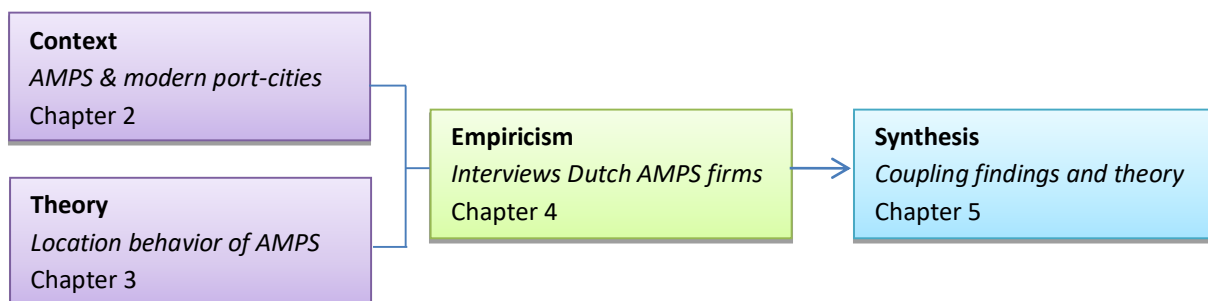 Context
AMPS & modern port-cities
Chapter 2
Theory
Location behavior of AMPS
Chapter 3
Empiricism
Interviews Dutch AMPS firms
Chapter 4
Synthesis
Coupling findings and theory
Chapter 5